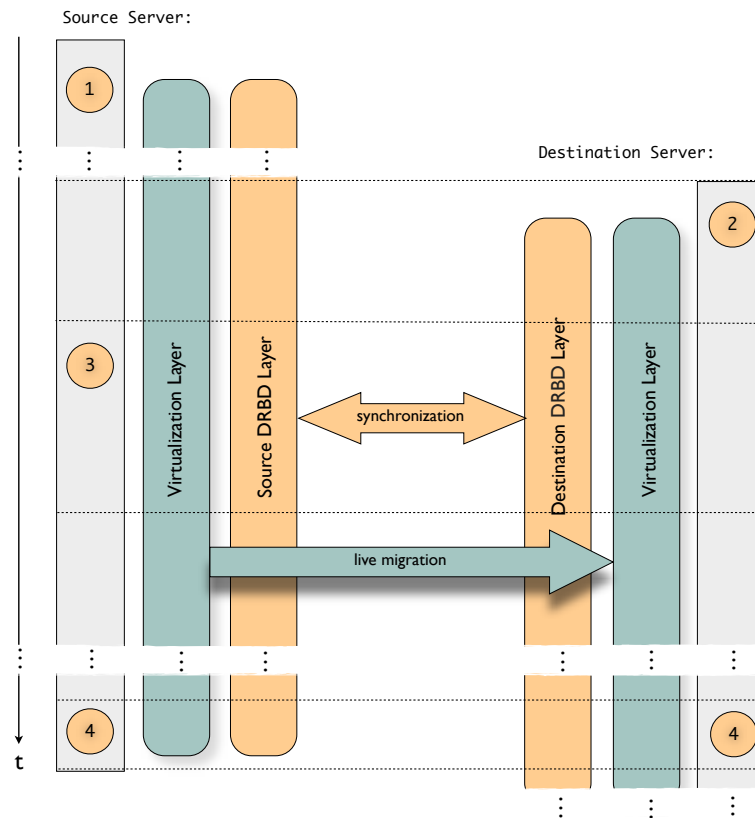 Source Server:
1
Destination Server:
2
3
Virtualization Layer
Source DRBD Layer
synchronization
Destination DRBD Layer
Virtualization Layer
live migration
4
4
t